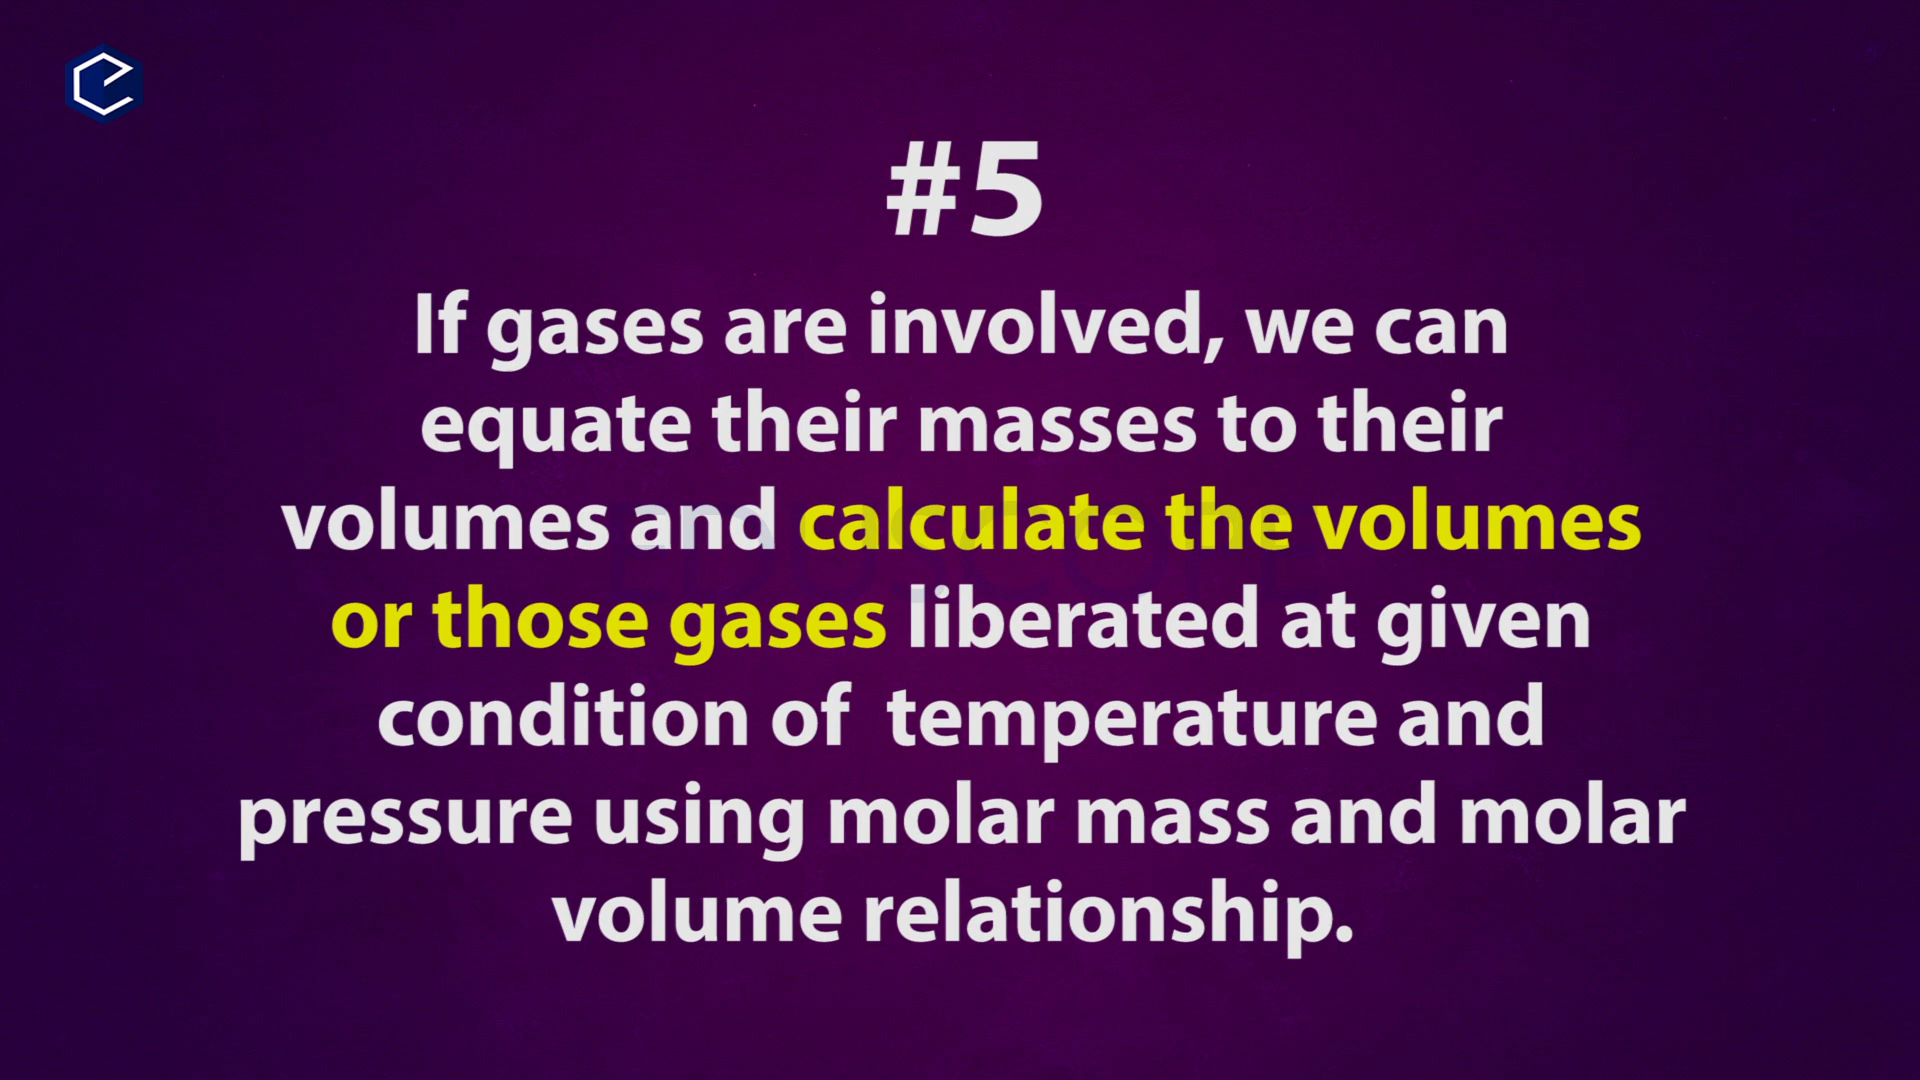 #5
If gases are involved, we can
equate their masses to their
volumes and calculate the volumes
or those gases liberated at given
condition of  temperature and
pressure using molar mass and molar
volume relationship.